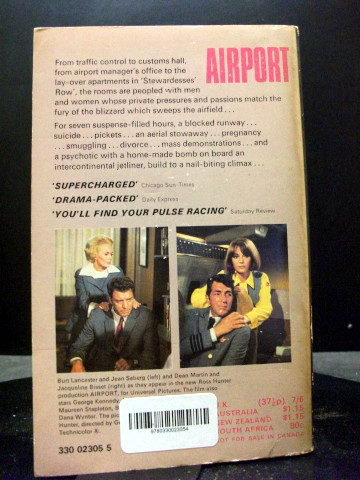 AIRPORT
From traffic control to customs hall,
from airport manager's office to the
lay-over apartments in 'Stewardesses'
Row', the rooms are peopled with men
and women whose private pressures and passions match the
fury of the blizzard which sweeps the airfield . . .
For seven suspense-filled hours, a blocked runway . . .
suicide . . . pickets . . . an aerial stowaway . . . pregnancy
. . . smuggling . . . divorce . . . mass demonstrations . . . and
a psychotic with a home-made bomb on board an
intercontinental jetliner, build to a nail-biting climax . . .
'SUPERCHARGED' Chicago Sun-Times
'DRAMA-PACKED' Daily Express
'YOU'LL FIND YOUR PULSE RACING' Saturday Review
Burt Lancaster and Jean Seberg (left) and Dean Martin and
Jacqueline Bisset (right) as they appear in the new Ross Hunter
production AIRPORT, for Universal Pictures. The film also
stars George Kennedy,
Maureen Stapleton, B
Dana Wynter. The pic
directed by G
Technicolor R.
9780330023054
K. (37½p) 7/6
AUSTRALIA $1.15
NEW ZEALAND $1.15
SOUTH AFRICA 90c
NOT FOR SALE IN CANADA
330 02305 5